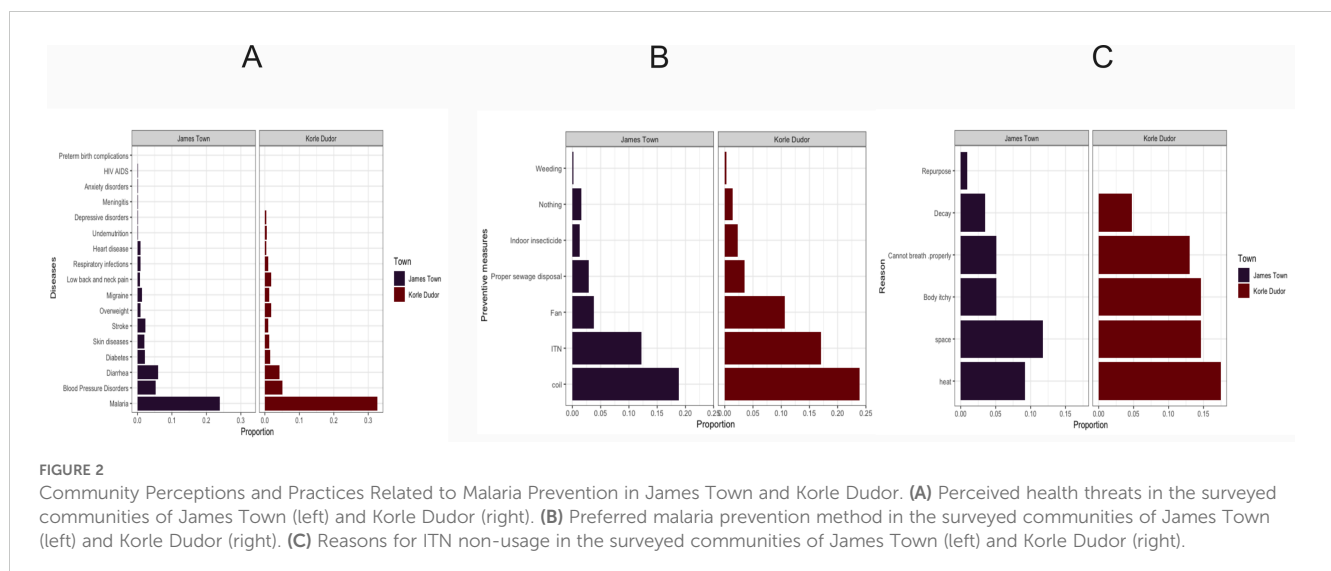 A
B
C
James Town
Korle Dudor
Diseases
Preterm birth complications
HIV AIDS
Anxiety disorders
Meningitis
Depressive disorders
Undernutrition
Heart disease
Respiratory infections
Low back and neck pain
Migraine
Overweight
Stroke
Skin diseases
Diabetes
Diarrhea
Blood Pressure Disorders
Malaria
0.0 0.1 0.2 0.3 0.0 0.1 0.2 0.3
Proportion
Town
James Town
Korle Dudor
James Town
Korle Dudor
Preventive measures
Weeding
Nothing
Indoor insecticide
Proper sewage disposal
Fan
ITN
coil
0.00 0.05 0.10 0.15 0.20 0.25 0.00 0.05 0.10 0.15 0.20 0.25
Proportion
James Town
Korle Dudor
Reason
Repurpose
Decay
Cannot breath .properly
Body itchy
space
heat
0.00 0.05 0.10 0.15 0.00 0.05 0.10 0.15
Proportion
FIGURE 2
Community Perceptions and Practices Related to Malaria Prevention in James Town and Korle Dudor. (A) Perceived health threats in the surveyed
communities of James Town (left) and Korle Dudor (right). (B) Preferred malaria prevention method in the surveyed communities of James Town
(left) and Korle Dudor (right). (C) Reasons for ITN non-usage in the surveyed communities of James Town (left) and Korle Dudor (right).